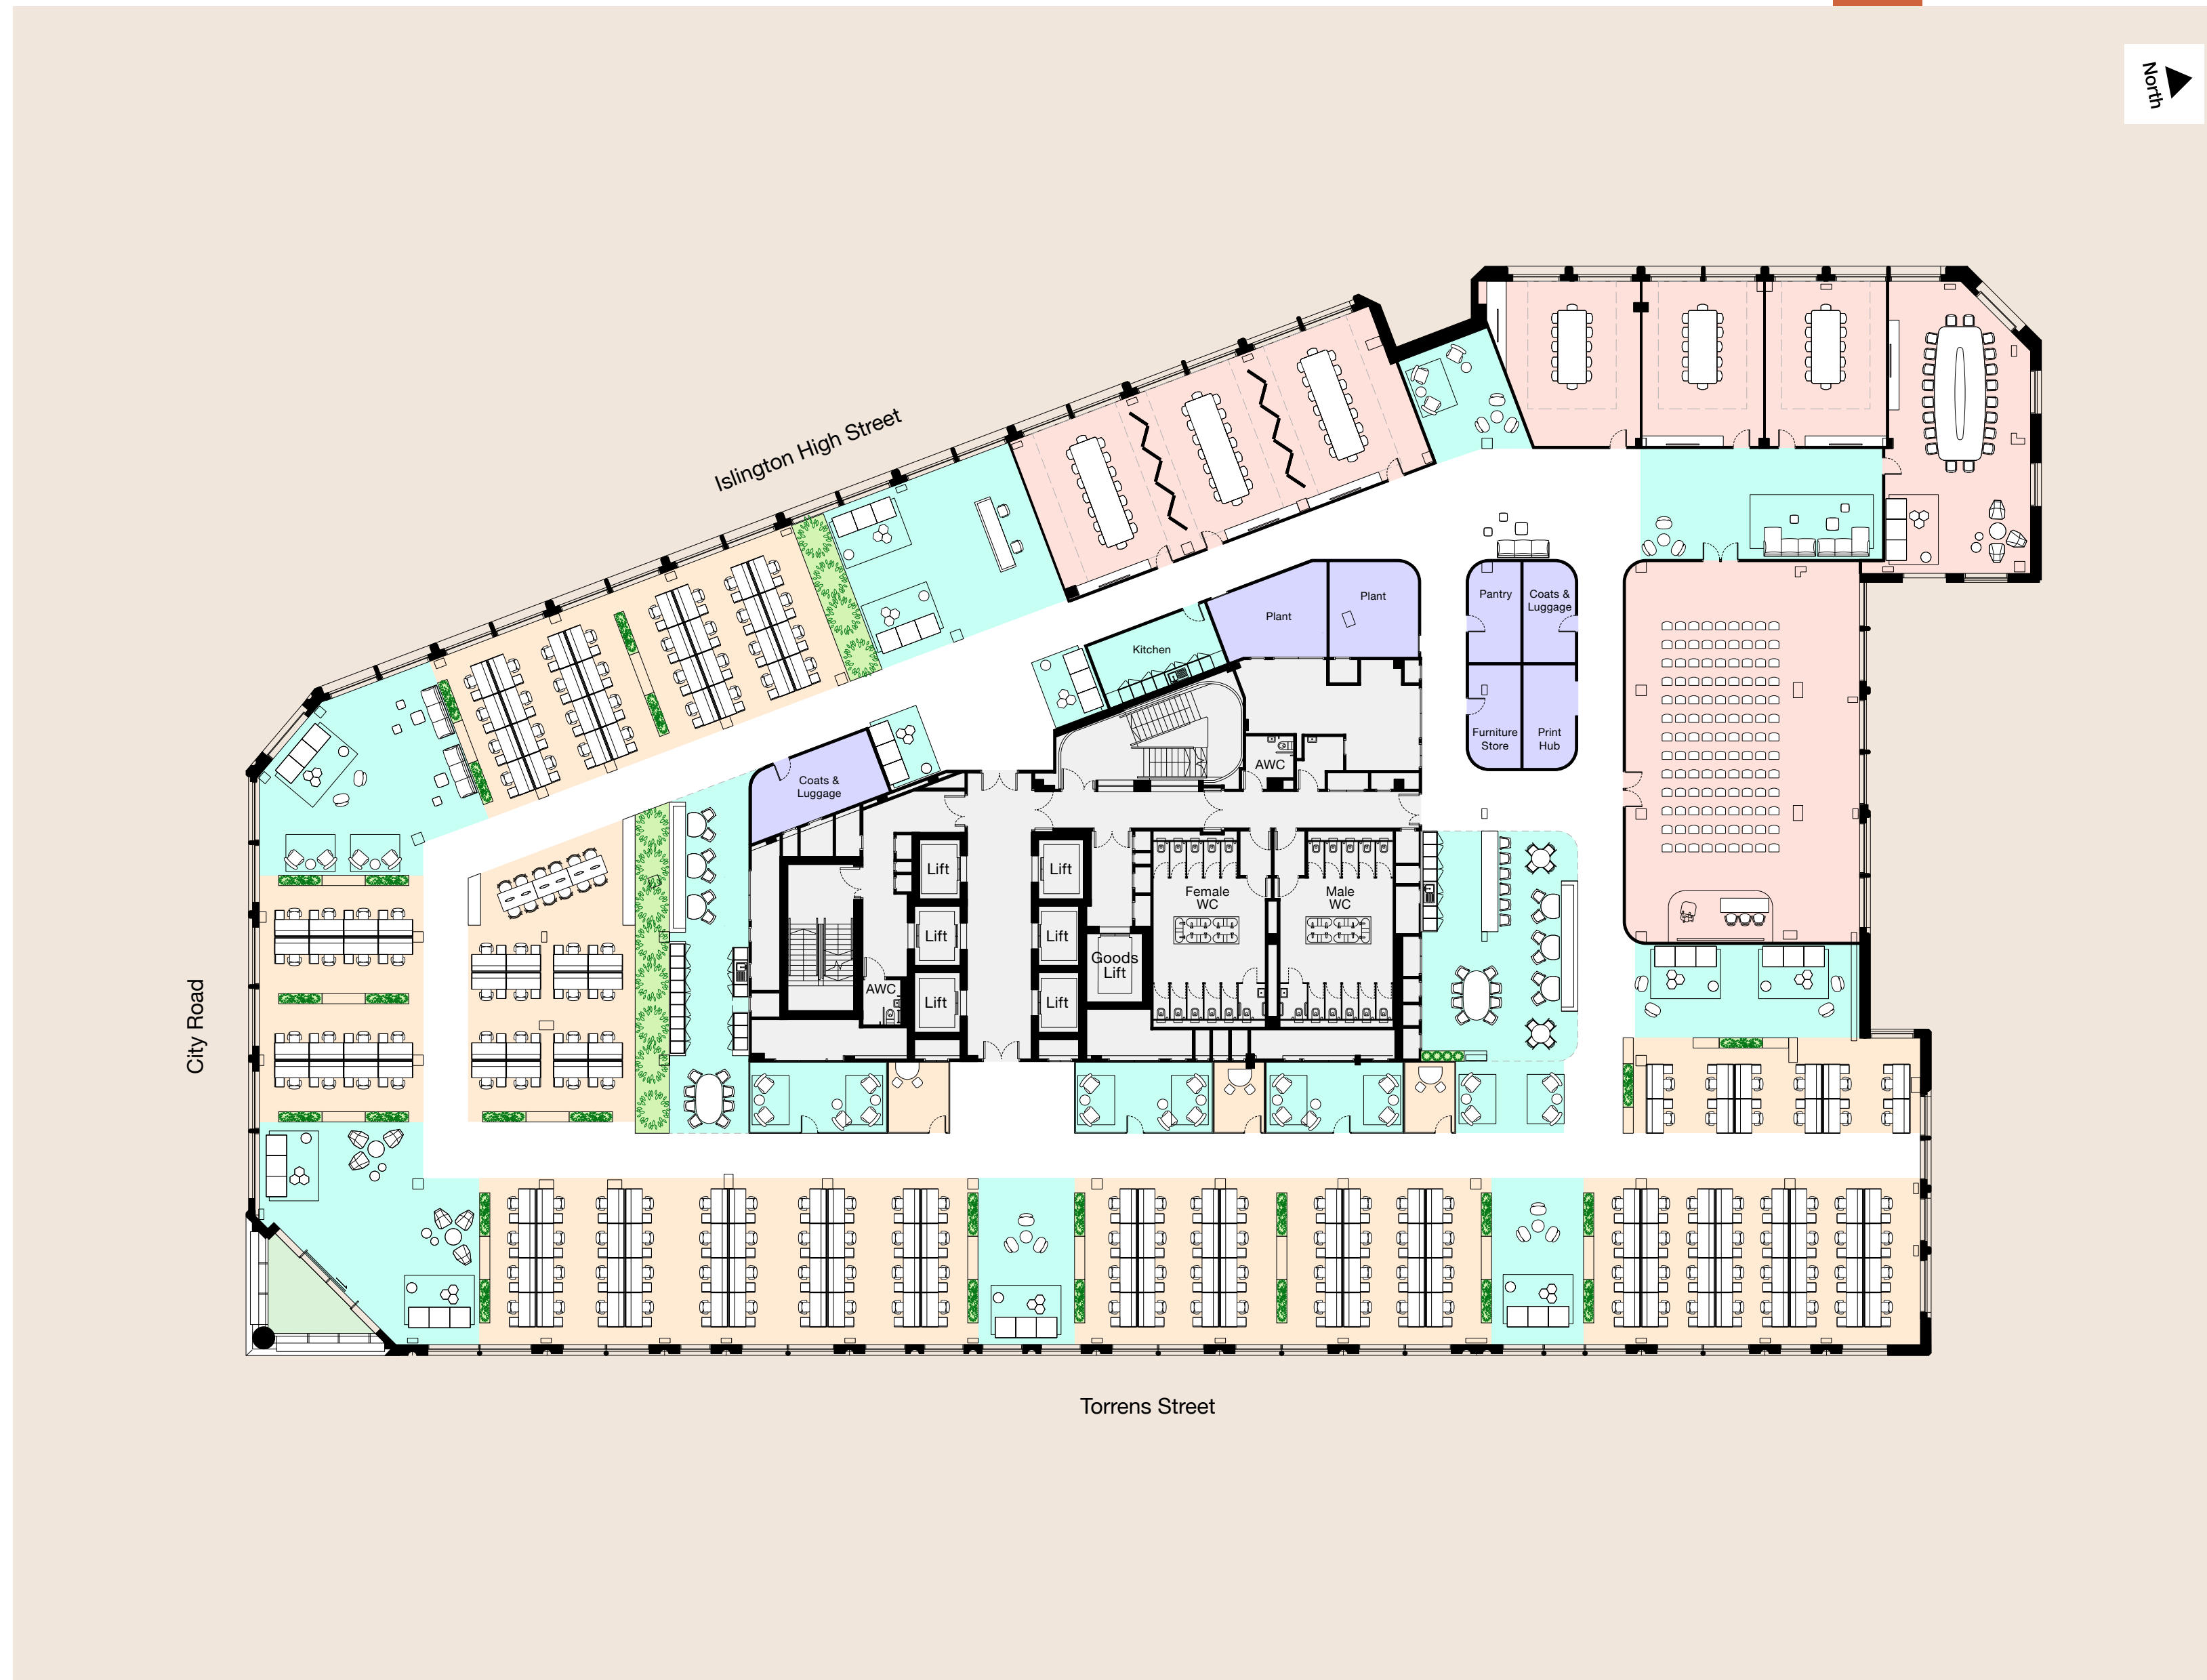 North
Islington High Street
Pantry
Coats &
Luggage
Plant
Plant
Kitchen
Furniture
Store
Print
Hub
AWC
Coats &
Luggage
Lift
Lift
Female
WC
Male
WC
Lift
Lift
Goods
Lift
AWC
Lift
Lift
City Road
Torrens Street